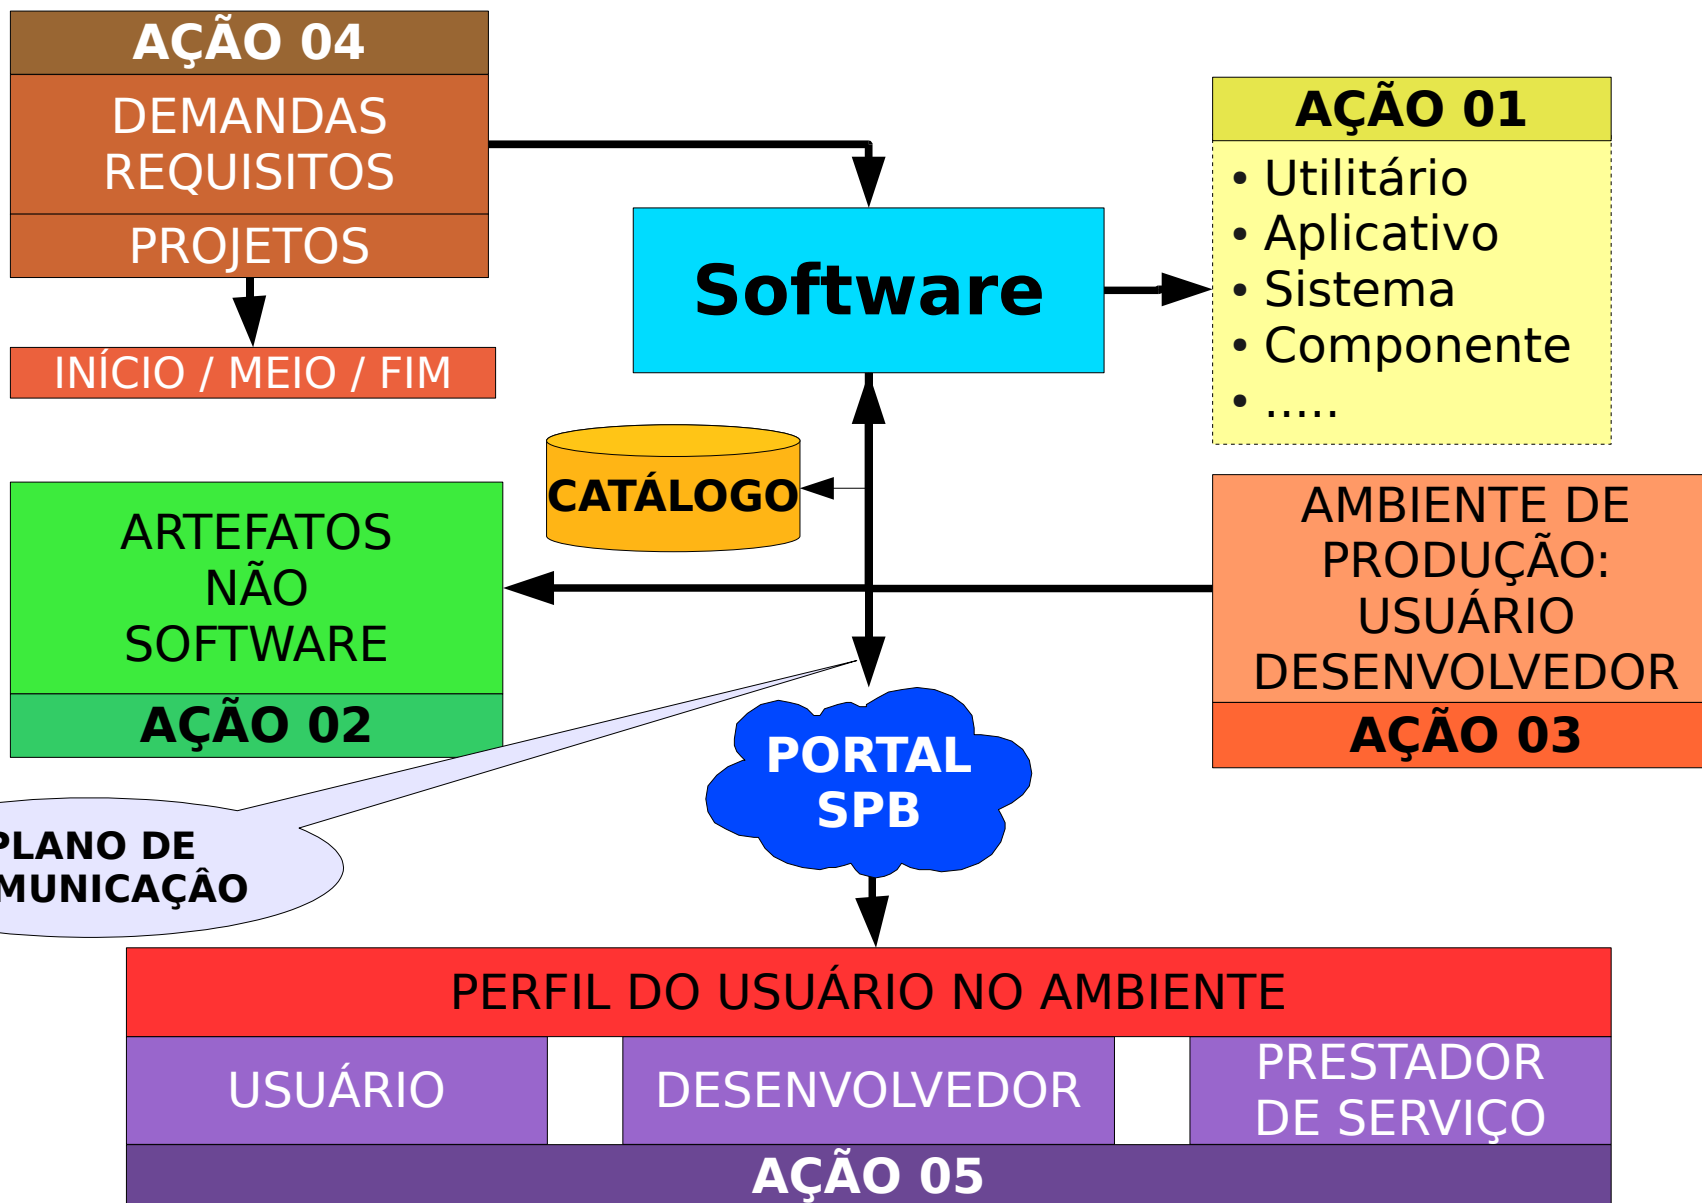 AÇÃO 04
DEMANDAS
REQUISITOS
PROJETOS
INÍCIO / MEIO / FIM
Software
AÇÃO 01
• Utilitário
• Aplicativo
• Sistema
• Componente
• .....
CATÁLOGO
ARTEFATOS
NÃO
SOFTWARE
AÇÃO 02
AMBIENTE DE
PRODUÇÃO:
USUÁRIO
DESENVOLVEDOR
AÇÃO 03
PORTAL
SPB
PLANO DE
MUNICAÇÂO
PERFIL DO USUÁRIO NO AMBIENTE
USUÁRIO
DESENVOLVEDOR
PRESTADOR
DE SERVIÇO
AÇÃO 05